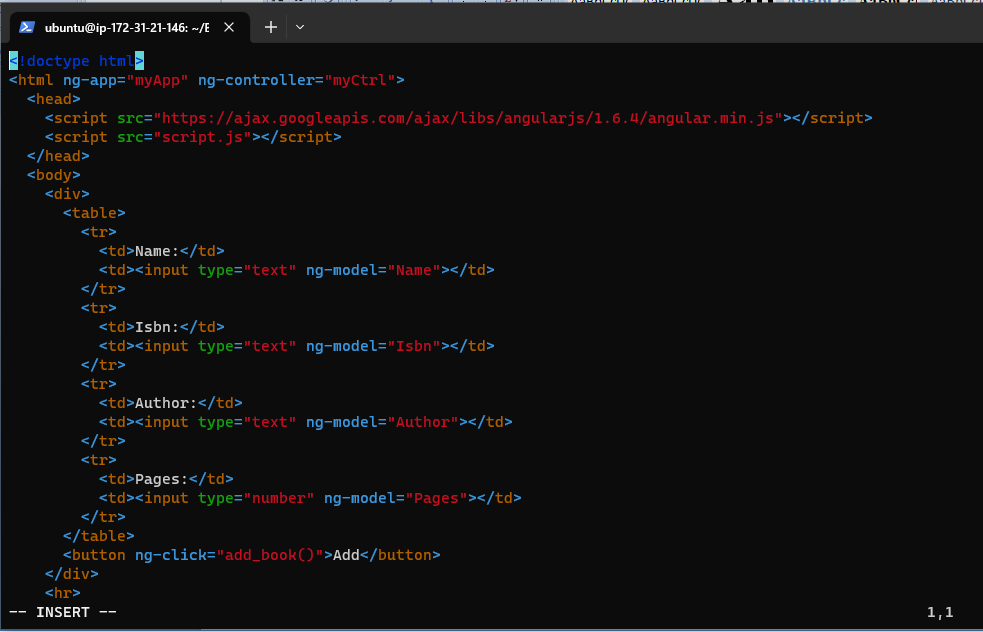 ubuntu@ip-172-31-21-146: ~/E
<!doctype html>
<html ng-app="myApp" ng-controller="myCtrl">
  <head>
    <script src="https://ajax.googleapis.com/ajax/libs/angularjs/1.6.4/angular.min.js"></script>
    <script src="script.js"></script>
  </head>
  <body>
    <div>
      <table>
        <tr>
          <td>Name:</td>
          <td><input type="text" ng-model="Name"></td>
        </tr>
        <tr>
          <td>Isbn:</td>
          <td><input type="text" ng-model="Isbn"></td>
        </tr>
        <tr>
          <td>Author:</td>
          <td><input type="text" ng-model="Author"></td>
        </tr>
        <tr>
          <td>Pages:</td>
          <td><input type="number" ng-model="Pages"></td>
        </tr>
      </table>
      <button ng-click="add_book()">Add</button>
    </div>
    <hr>
-- INSERT -- 1,1